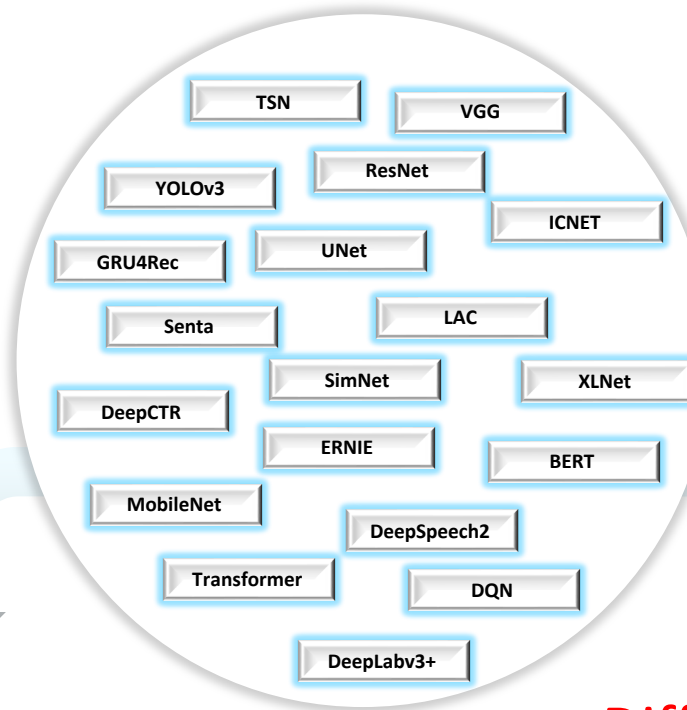 TSN
VGG
ResNet
YOLOv3
ICNET
UNet
GRU4Rec
LAC
Senta
SimNet
XLNet
DeepCTR
ERNIE
BERT
MobileNet
DeepSpeech2
Transformer
DQN
DeepLabv3+